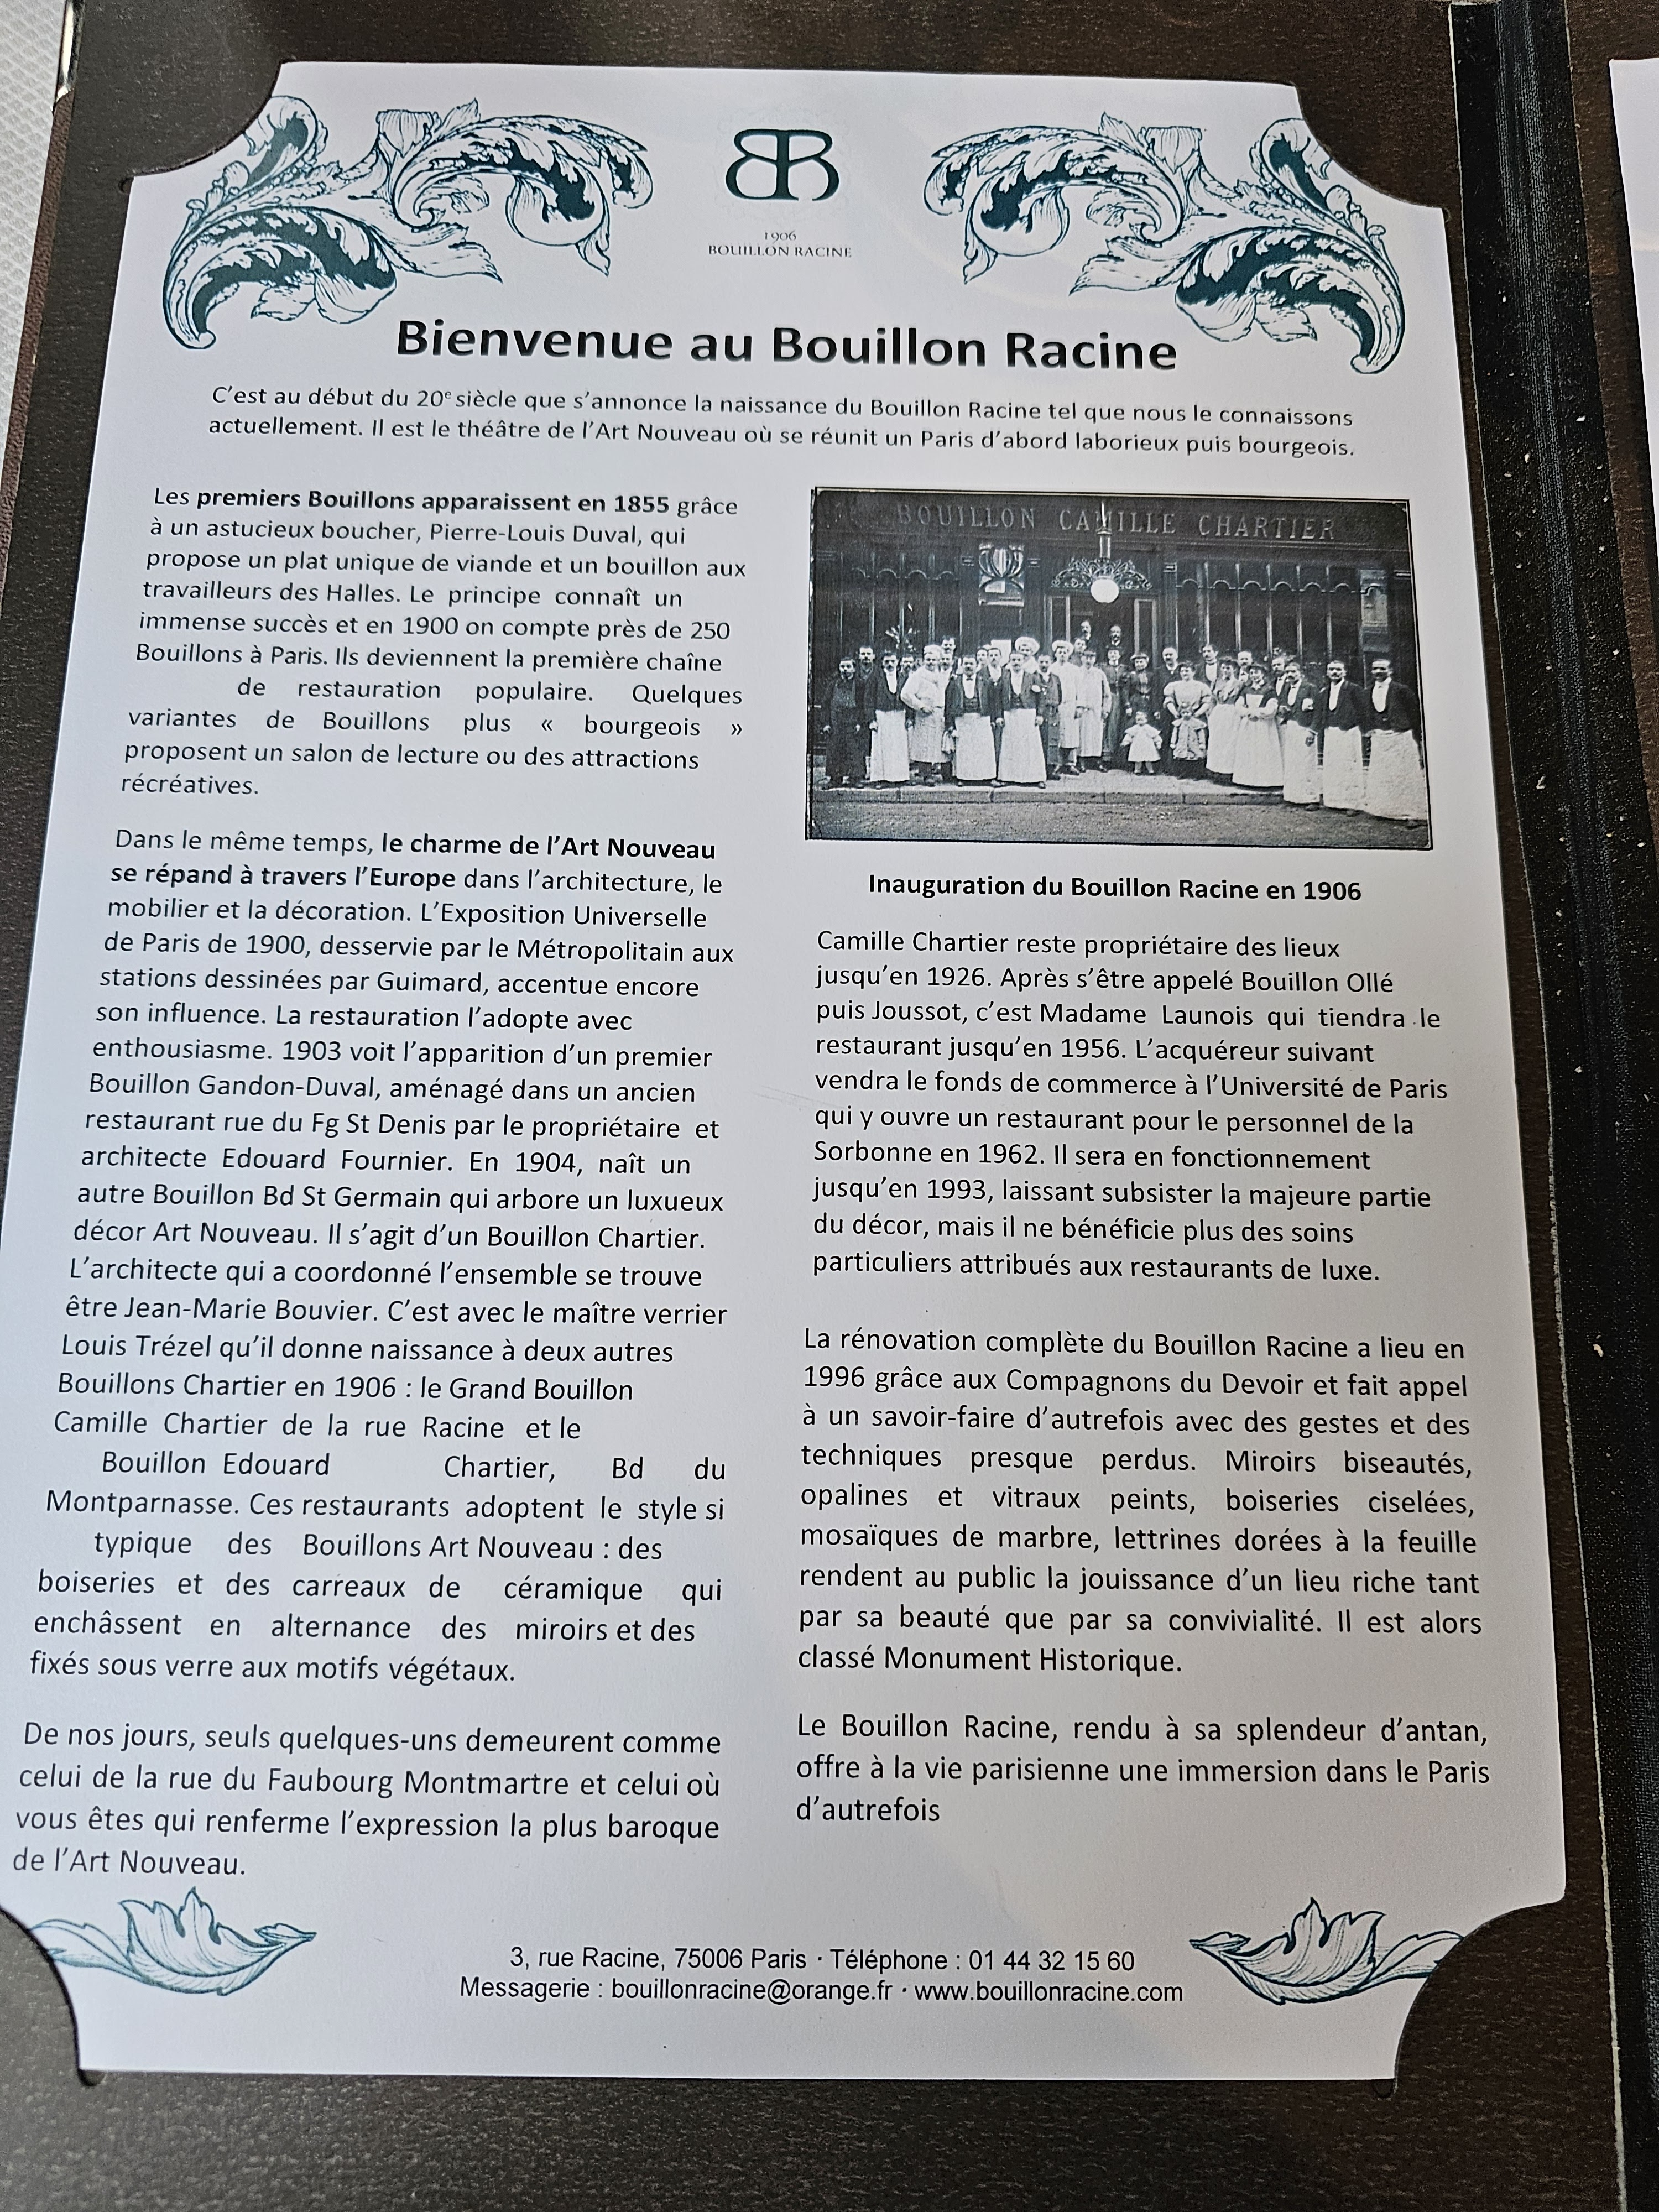 1906
BOUILLON RACINE
Bienvenue au Bouillon Racine
C'est au début du 20e siècle que s'annonce la naissance du Bouillon Racine tel que nous le connaissons
actuellement. Il est le théâtre de l'Art Nouveau où se réunit un Paris d'abord laborieux puis bourgeois.
Les premiers Bouillons apparaissent en 1855 grâce
à un astucieux boucher, Pierre-Louis Duval, qui
propose un plat unique de viande et un bouillon aux
travailleurs des Halles. Le principe connaît un
immense succès et en 1900 on compte près de 250
Bouillons à Paris. Ils deviennent la première chaîne
de restauration populaire. Quelques
variantes de Bouillons plus « bourgeois »
proposent un salon de lecture ou des attractions
récréatives.
Dans le même temps, le charme de l'Art Nouveau
se répand à travers l'Europe dans l'architecture, le
mobilier et la décoration. L'Exposition Universelle
de Paris de 1900, desservie par le Métropolitain aux
stations dessinées par Guimard, accentue encore
son influence. La restauration l'adopte avec
enthousiasme. 1903 voit l'apparition d'un premier
Bouillon Gandon-Duval, aménagé dans un ancien
restaurant rue du Fg St Denis par le propriétaire et
architecte Edouard Fournier. En 1904, naît un
autre Bouillon Bd St Germain qui arbore un luxueux
décor Art Nouveau. Il s'agit d'un Bouillon Chartier.
L'architecte qui a coordonné l'ensemble se trouve
être Jean-Marie Bouvier. C'est avec le maître verrier
Louis Trézel qu'il donne naissance à deux autres
Bouillons Chartier en 1906 : le Grand Bouillon
Camille Chartier de la rue Racine et le
Bouillon Edouard Chartier, Bd du
Montparnasse. Ces restaurants adoptent le style si
typique des Bouillons Art Nouveau : des
boiseries et des carreaux de céramique qui
enchâssent en alternance des miroirs et des
fixés sous verre aux motifs végétaux.
De nos jours, seuls quelques-uns demeurent comme
celui de la rue du Faubourg Montmartre et celui où
vous êtes qui renferme l'expression la plus baroque
de l'Art Nouveau.
BOUILLON CAMILLE CHARTIER
Inauguration du Bouillon Racine en 1906
Camille Chartier reste propriétaire des lieux
jusqu'en 1926. Après s'être appelé Bouillon Ollé
puis Joussot, c'est Madame Launois qui tiendra le
restaurant jusqu'en 1956. L'acquéreur suivant
vendra le fonds de commerce à l'Université de Paris
qui y ouvre un restaurant pour le personnel de la
Sorbonne en 1962. Il sera en fonctionnement
jusqu'en 1993, laissant subsister la majeure partie
du décor, mais il ne bénéficie plus des soins
particuliers attribués aux restaurants de luxe.
La rénovation complète du Bouillon Racine a lieu en
1996 grâce aux Compagnons du Devoir et fait appel
à un savoir-faire d'autrefois avec des gestes et des
techniques presque perdus. Miroirs biseautés,
opalines et vitraux peints, boiseries ciselées,
mosaïques de marbre, lettrines dorées à la feuille
rendent au public la jouissance d'un lieu riche tant
par sa beauté que par sa convivialité. Il est alors
classé Monument Historique.
Le Bouillon Racine, rendu à sa splendeur d'antan,
offre à la vie parisienne une immersion dans le Paris
d'autrefois
3, rue Racine, 75006 Paris · Téléphone : 01 44 32 15 60
Messagerie : bouillonracine@orange.fr · www.bouillonracine.com